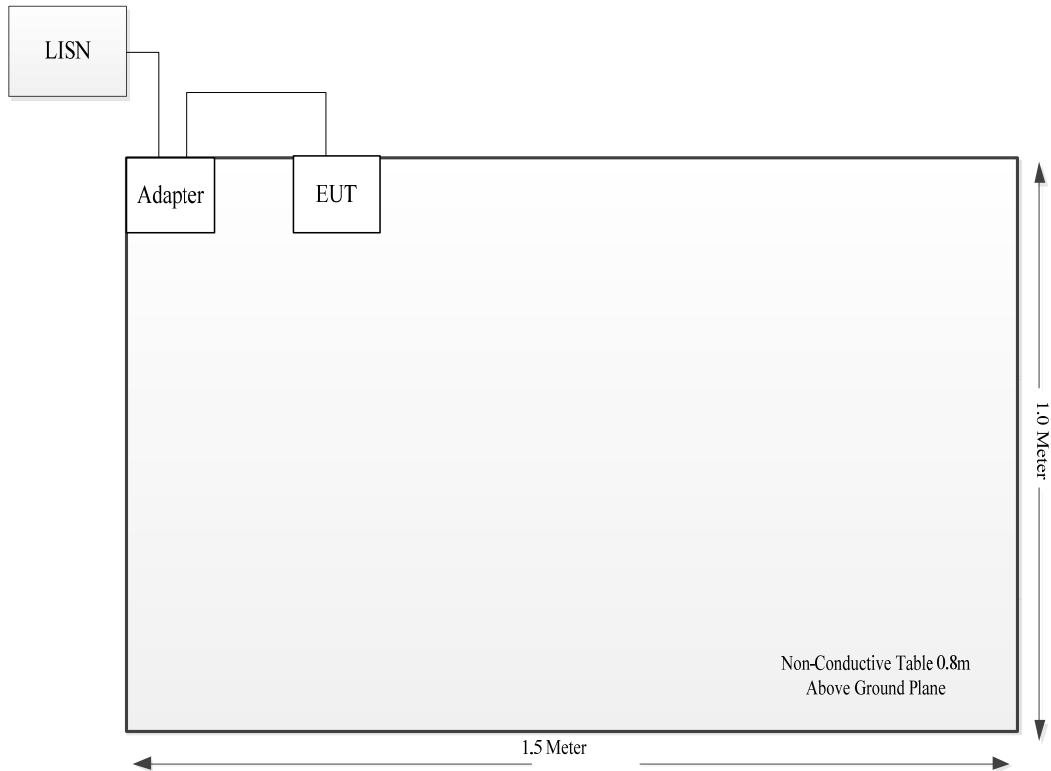 LISN
Adapter
EUT
1.0 Meter
Non-Conductive Table 0.8m
Above Ground Plane
1.5 Meter